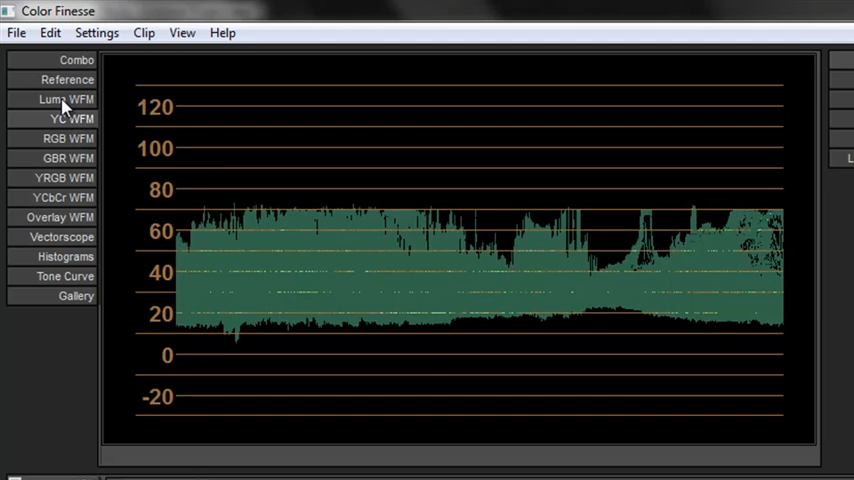 Color Finesse
File Edit Settings Clip View Help
Combo
Reference
Luma WFM
YC WFM
RGB WFM
GBR WFM
YRGB WFM
YCbCr WFM
Overlay WFM
Vectorscope
Histograms
Tone Curve
Gallery
120
100
80
60
40
20
0
-20
L